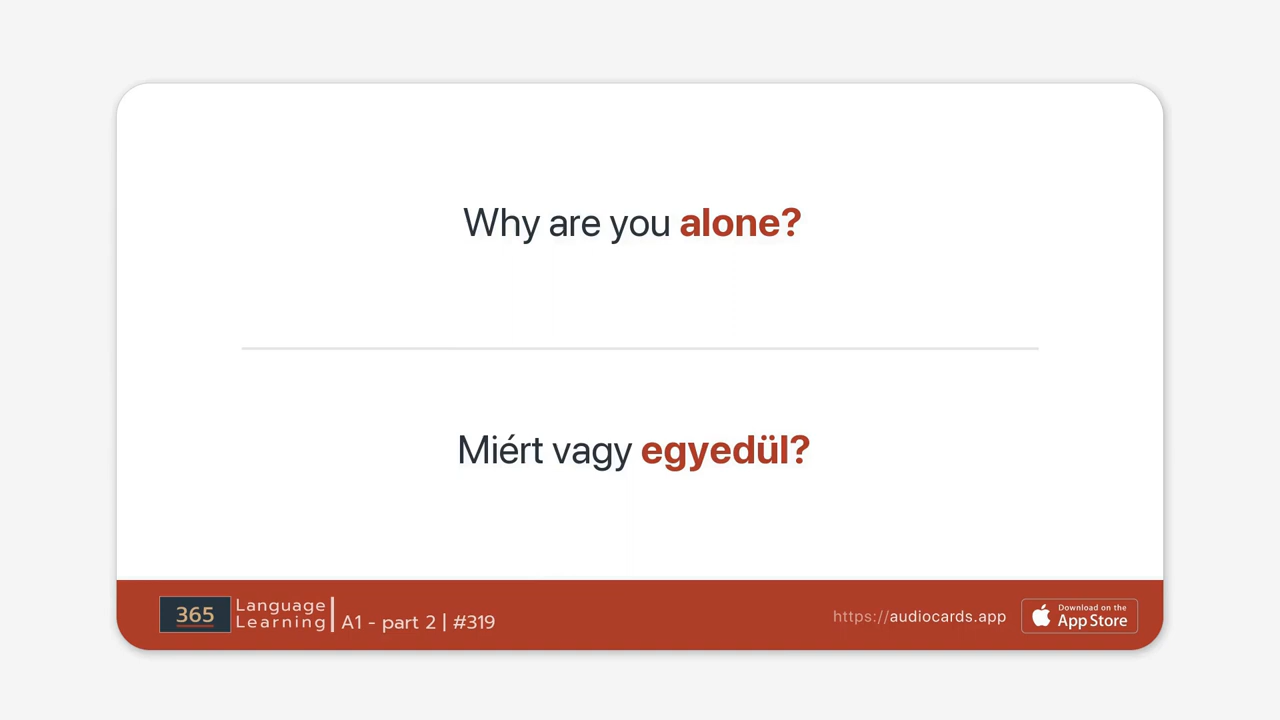 Why are you alone?
Miért vagy egyedül?
365
Language
Learning
A1 - part 2 | #319
https://audiocards.app
Download on the
App Store